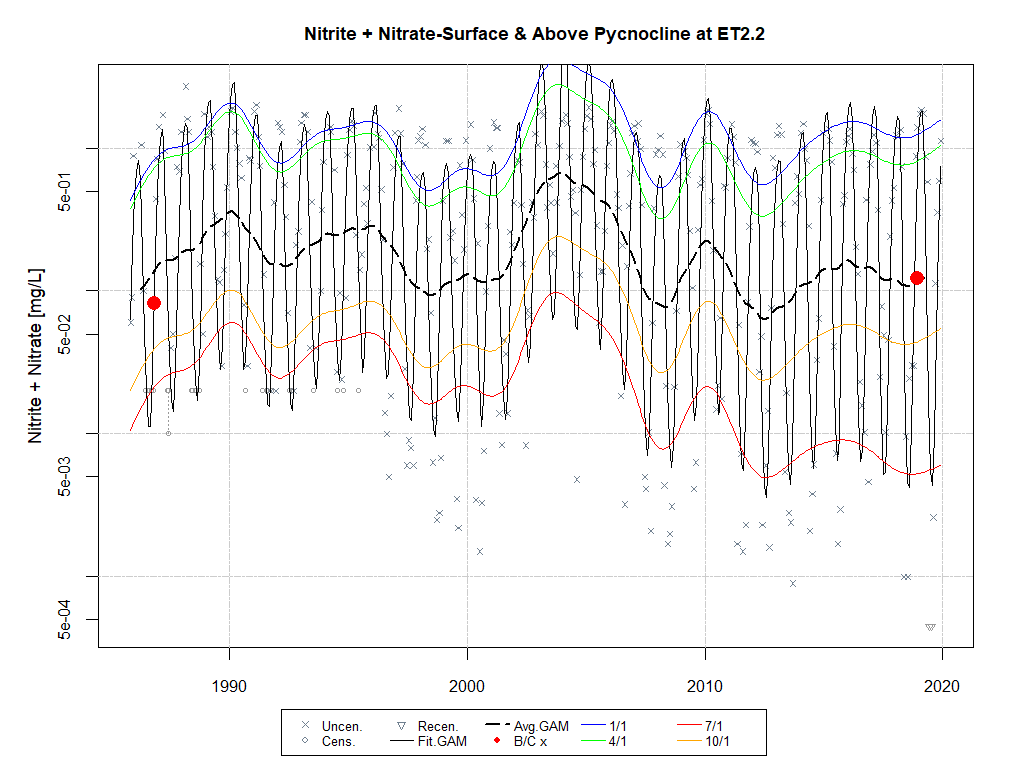 Nitrite + Nitrate-Surface & Above Pycnocline at ET2.2
Nitrite + Nitrate [mg/L]
5e-01
5e-02
5e-03
5e-04
1990 2000 2010 2020
Uncen. Recen. Avg.GAM 1/1 7/1
Cens. Fit.GAM B/C x 4/1 10/1